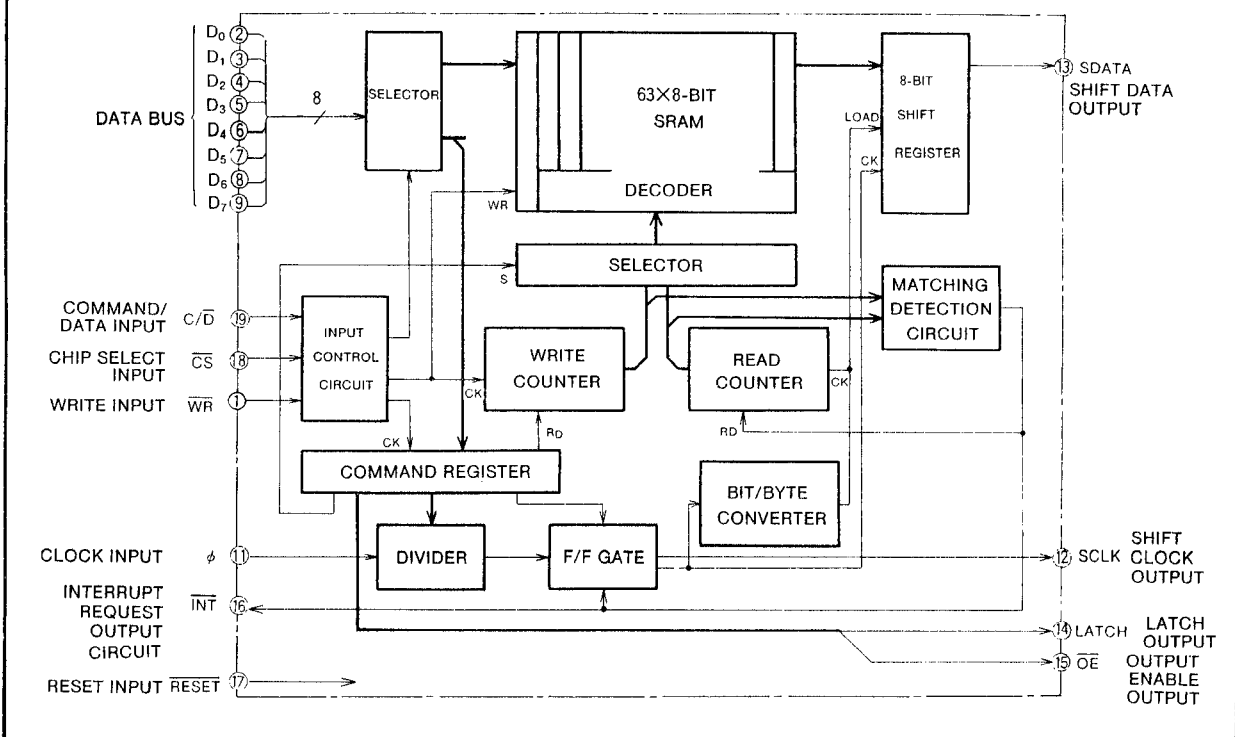 DATA BUS
D0 2
D1 3
D2 4
D3 5
D4 6
D5 7
D6 8
D7 9
8
SELECTOR
63×8-BIT
SRAM
DECODER
WR
8-BIT
SHIFT
REGISTER
LOAD
CK
13 SDATA
SHIFT DATA
OUTPUT
SELECTOR
S
MATCHING
DETECTION
CIRCUIT
COMMAND/
DATA INPUT
C/D̅ 19
CHIP SELECT
INPUT
C̅S̅ 18
WRITE INPUT W̅R̅ 1
INPUT
CONTROL
CIRCUIT
WRITE
COUNTER
CK
RD
READ
COUNTER
CK
RD
CK
COMMAND REGISTER
BIT/BYTE
CONVERTER
CLOCK INPUT φ 11
DIVIDER
F/F GATE
12 SCLK
SHIFT
CLOCK
OUTPUT
INTERRUPT
REQUEST
OUTPUT
CIRCUIT
I̅N̅T̅ 16
14 LATCH
LATCH
OUTPUT
15 O̅E̅
OUTPUT
ENABLE
OUTPUT
RESET INPUT R̅E̅S̅E̅T̅ 17